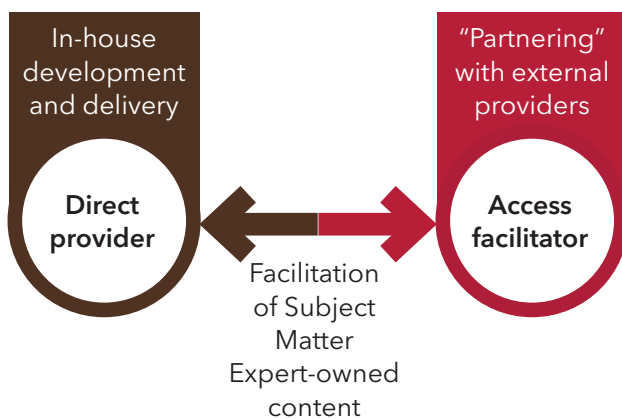 In-house
development
and delivery
Direct
provider
“Partnering”
with external
providers
Access
facilitator
Facilitation
of Subject
Matter
Expert-owned
content